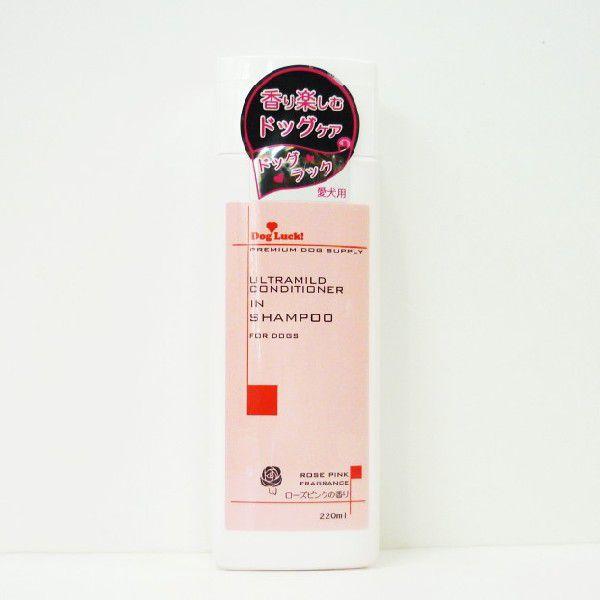 香り楽しむ
ドッグケア
ドッグ
ラック
愛犬用
Dog Luck!
PREMIUM DOG SUPPLY
ULTRAMILD
CONDITIONER
IN
SHAMPOO
FOR DOGS
ROSE PINK
FRAGRANCE
ローズピンクの香り
220ml